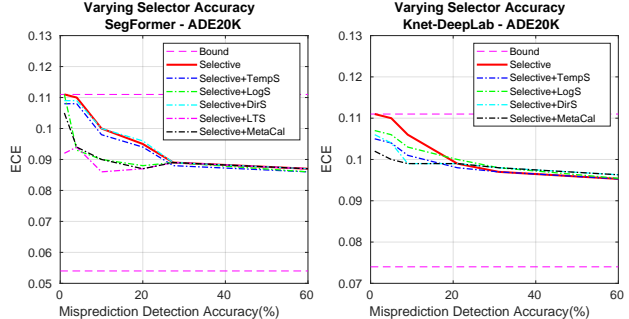 Varying Selector Accuracy
SegFormer - ADE20K
0.13
0.12
0.11
0.1
0.09
0.08
0.07
0.06
0.05
ECE
Bound
Selective
Selective+TempS
Selective+LogS
Selective+DirS
Selective+LTS
Selective+MetaCal
0
20
40
60
Misprediction Detection Accuracy(%)
Varying Selector Accuracy
Knet-DeepLab - ADE20K
0.13
0.12
0.11
0.1
0.09
0.08
0.07
ECE
Bound
Selective
Selective+TempS
Selective+LogS
Selective+DirS
Selective+MetaCal
0
20
40
60
Misprediction Detection Accuracy(%)